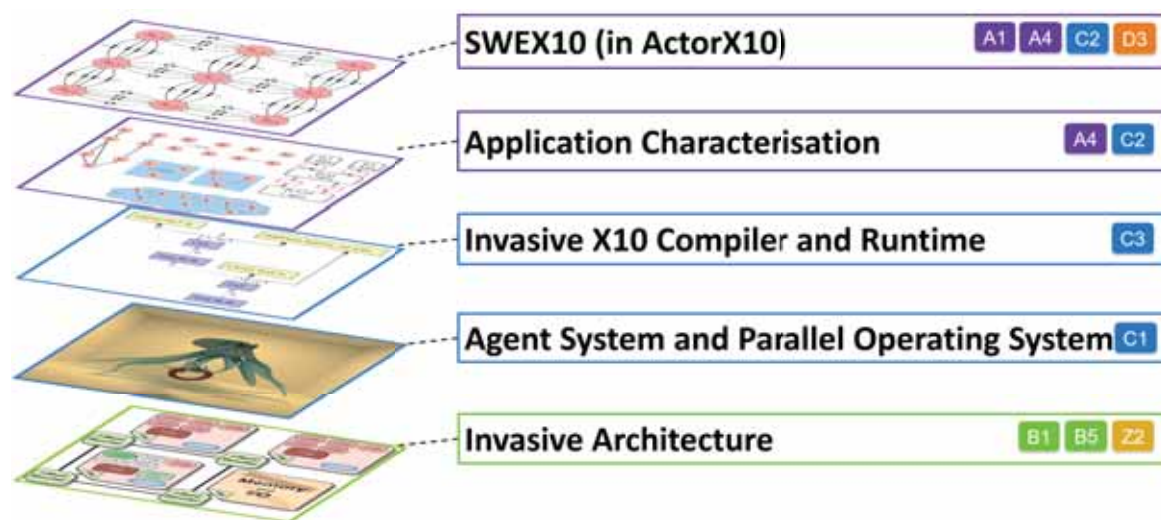 SWEX10 (in ActorX10) A1 A4 C2 D3
Application Characterisation A4 C2
Invasive X10 Compiler and Runtime C3
Agent System and Parallel Operating System C1
Invasive Architecture B1 B5 Z2
Memory
I/O